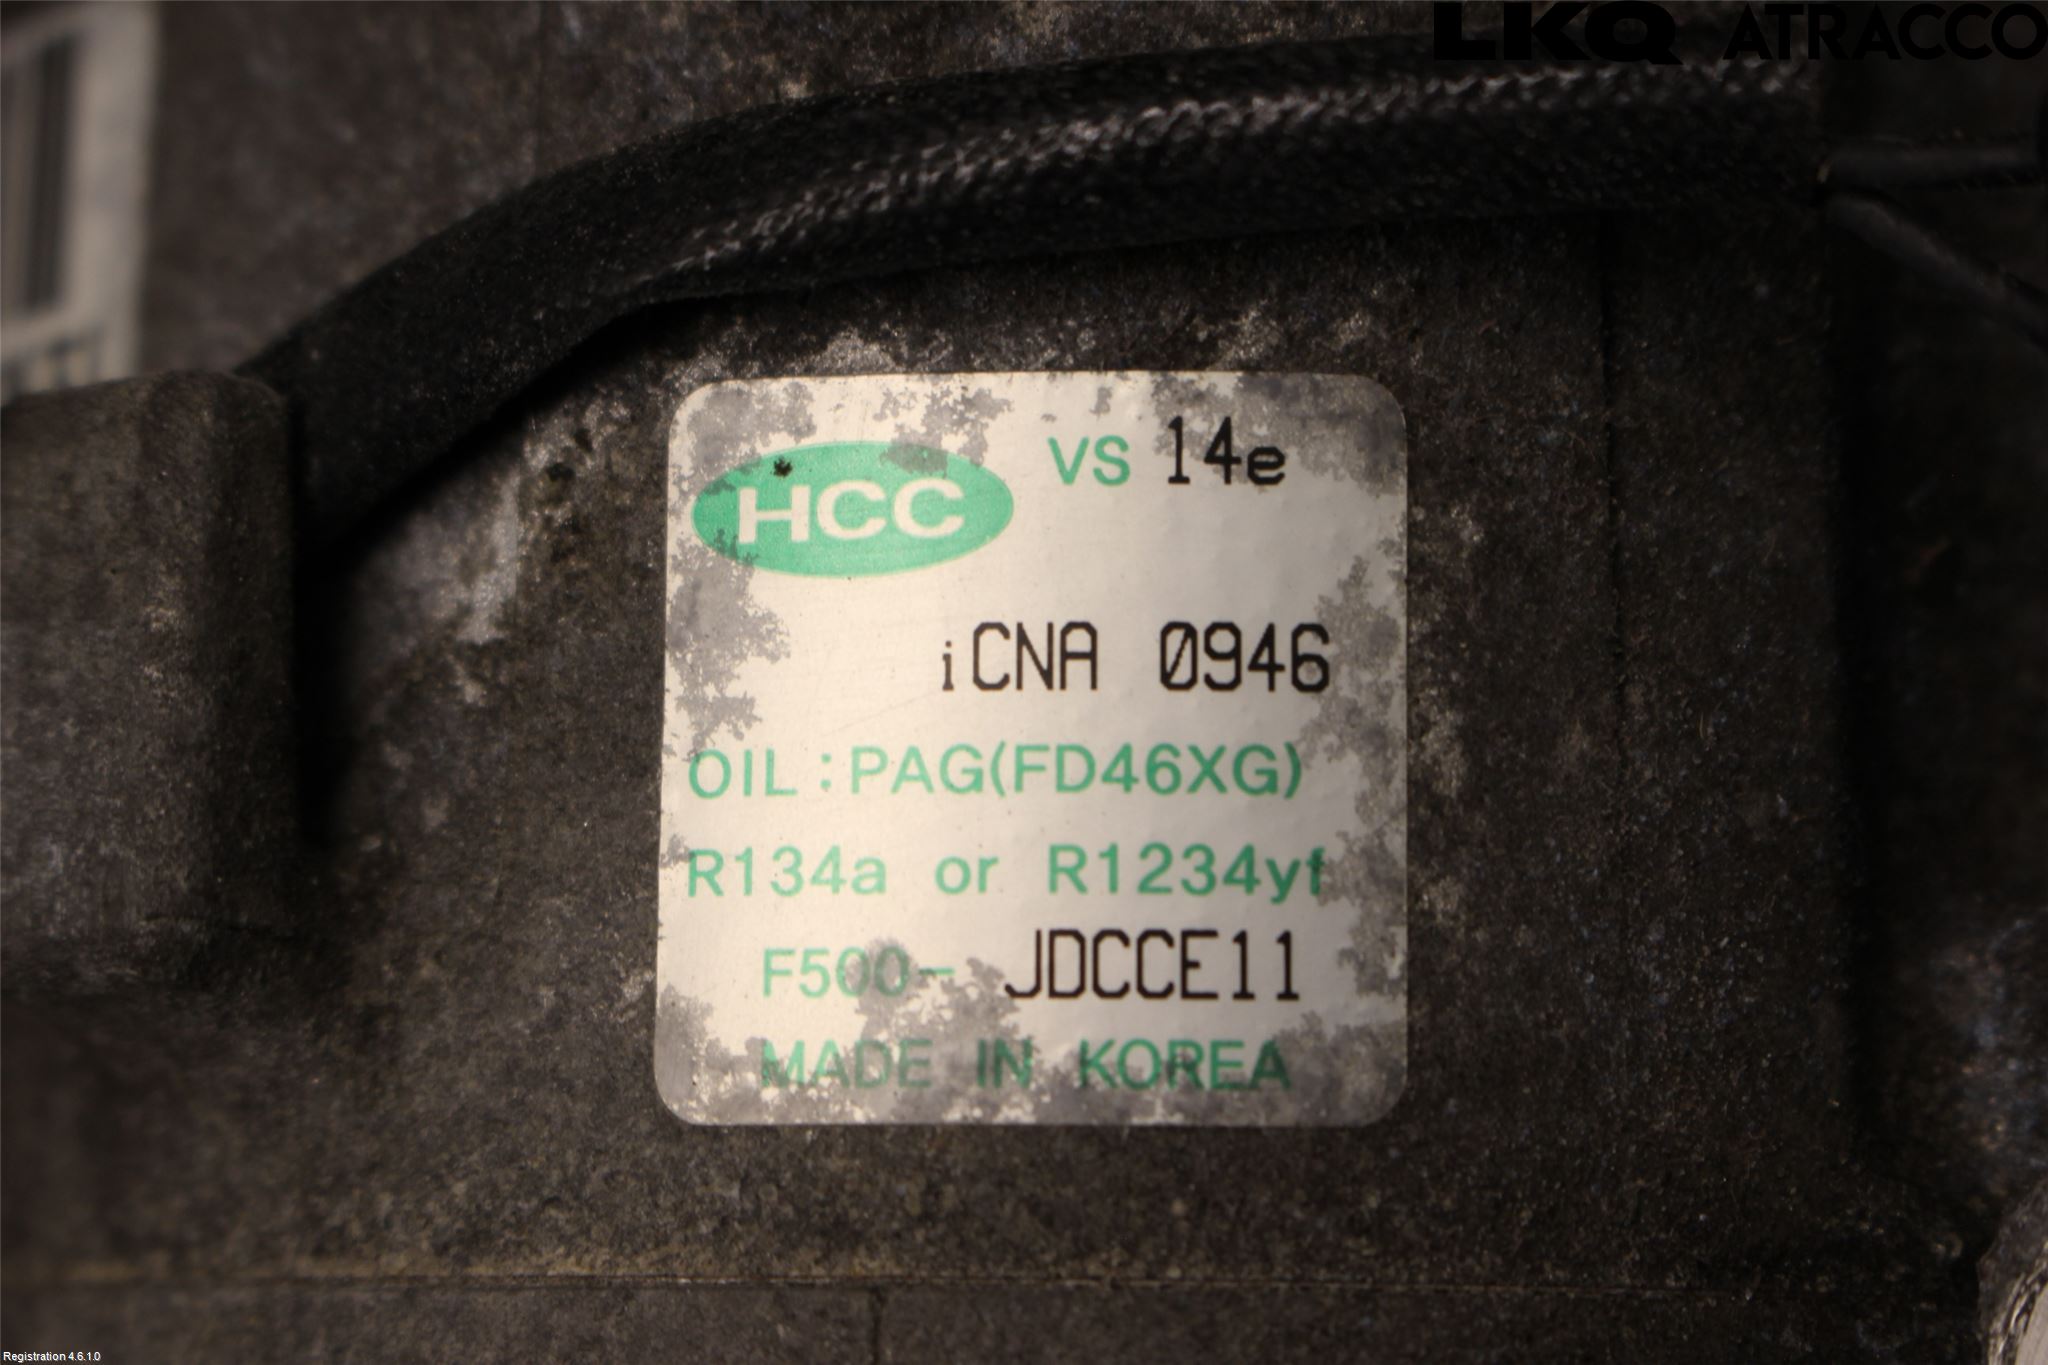 LKQ ATRACCO
HCC
VS 14e
iCNA 0946
OIL : PAG(FD46XG)
R134a or R1234yf
F500- JDCCE11
MADE IN KOREA
Registration 4.6.1.0